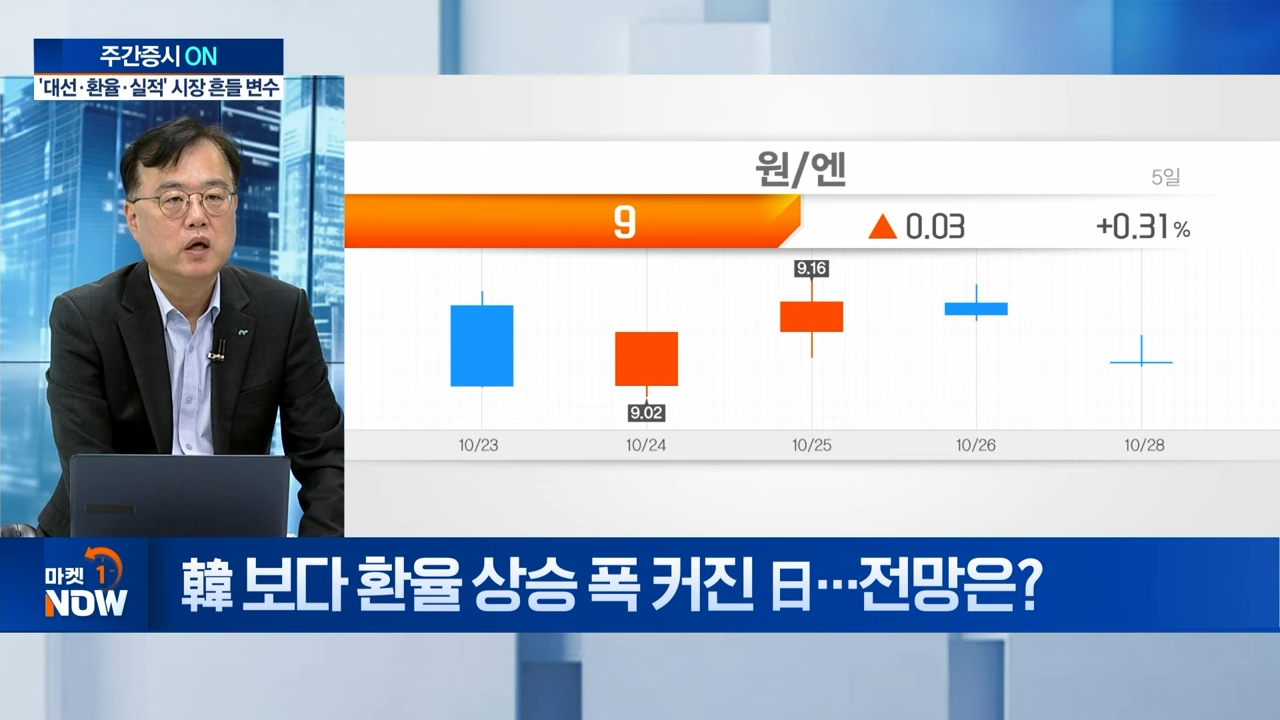 주간증시 ON
'대선·환율·실적' 시장 흔들 변수
원/엔
5일
9
▲ 0.03
+0.31%
9.16
9.02
10/23
10/24
10/25
10/26
10/28
마켓 1
NOW
韓 보다 환율 상승 폭 커진 日…전망은?